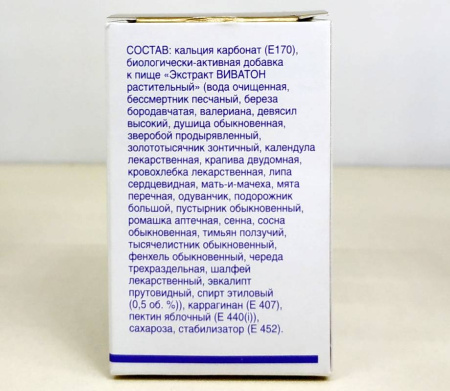 СОСТАВ: кальция карбонат (Е170),
биологически-активная добавка
к пище «Экстракт ВИВАТОН
растительный» (вода очищенная,
бессмертник песчаный, береза
бородавчатая, валериана, девясил
высокий, душица обыкновенная,
зверобой продырявленный,
золототысячник зонтичный, календула
лекарственная, крапива двудомная,
кровохлебка лекарственная, липа
сердцевидная, мать-и-мачеха, мята
перечная, одуванчик, подорожник
большой, пустырник обыкновенный,
ромашка аптечная, сенна, сосна
обыкновенная, тимьян ползучий,
тысячелистник обыкновенный,
фенхель обыкновенный, череда
трехраздельная, шалфей
лекарственный, эвкалипт
прутовидный, спирт этиловый
(0,5 об. %)), каррагинан (Е 407),
пектин яблочный (Е 440(i)),
сахароза, стабилизатор (Е 452).